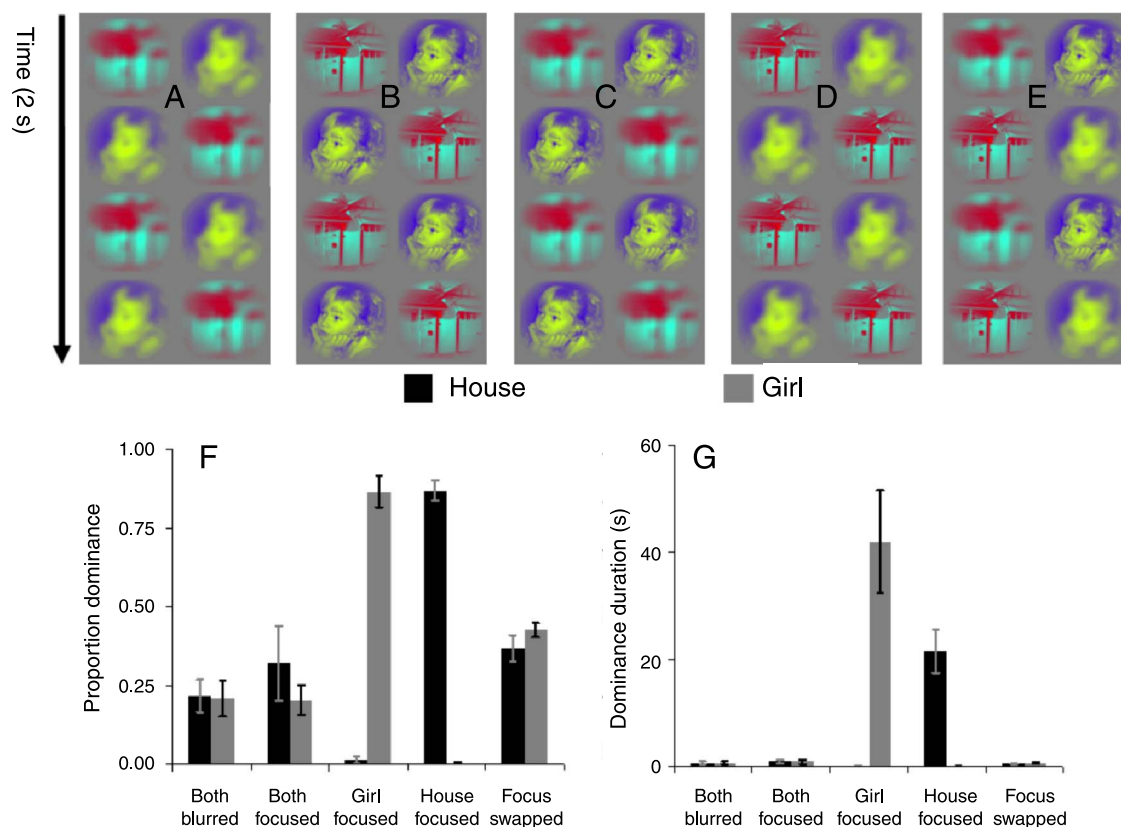 Time (2 s)
A B C D E
House Girl
F
Proportion dominance
1.00
0.75
0.50
0.25
0.00
Both Both Girl House Focus
blurred focused focused focused swapped
G
Dominance duration (s)
60
40
20
0
Both Both Girl House Focus
blurred focused focused focused swapped